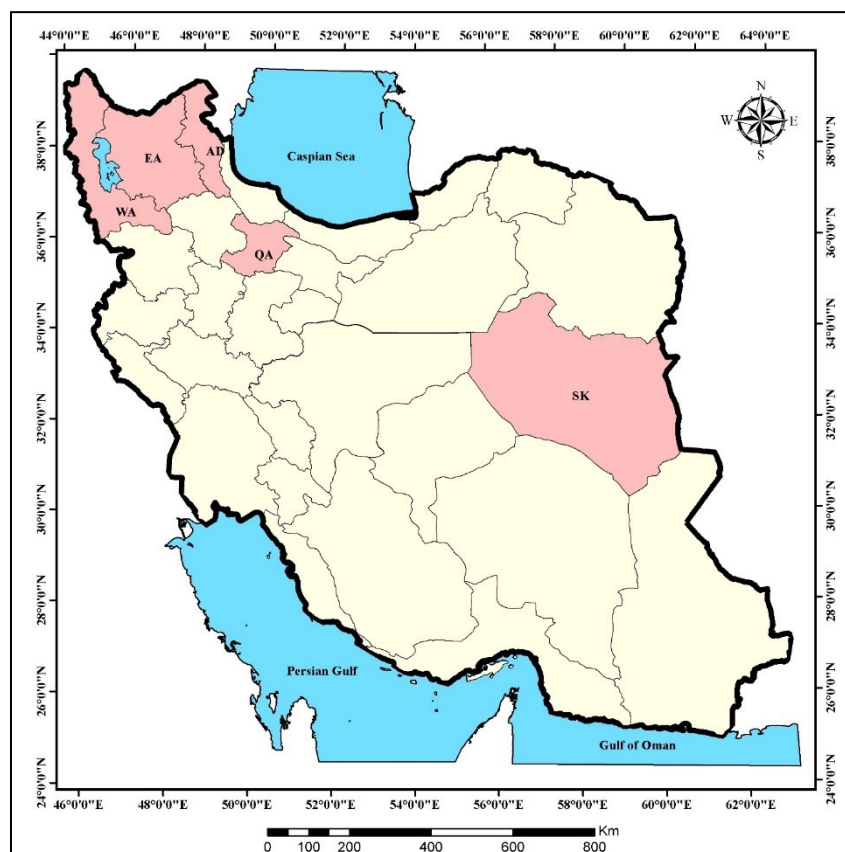 44°0'0"E 46°0'0"E 48°0'0"E 50°0'0"E 52°0'0"E 54°0'0"E 56°0'0"E 58°0'0"E 60°0'0"E 62°0'0"E 64°0'0"E
38°0'0"N
36°0'0"N
34°0'0"N
32°0'0"N
30°0'0"N
28°0'0"N
26°0'0"N
24°0'0"N
N
W E
S
AD
EA
Caspian Sea
WA
QA
SK
Persian Gulf
Gulf of Oman
38°0'0"N
36°0'0"N
34°0'0"N
32°0'0"N
30°0'0"N
28°0'0"N
26°0'0"N
24°0'0"N
46°0'0"E 48°0'0"E 50°0'0"E 52°0'0"E 54°0'0"E 56°0'0"E 58°0'0"E 60°0'0"E 62°0'0"E
Km
0 100 200 400 600 800